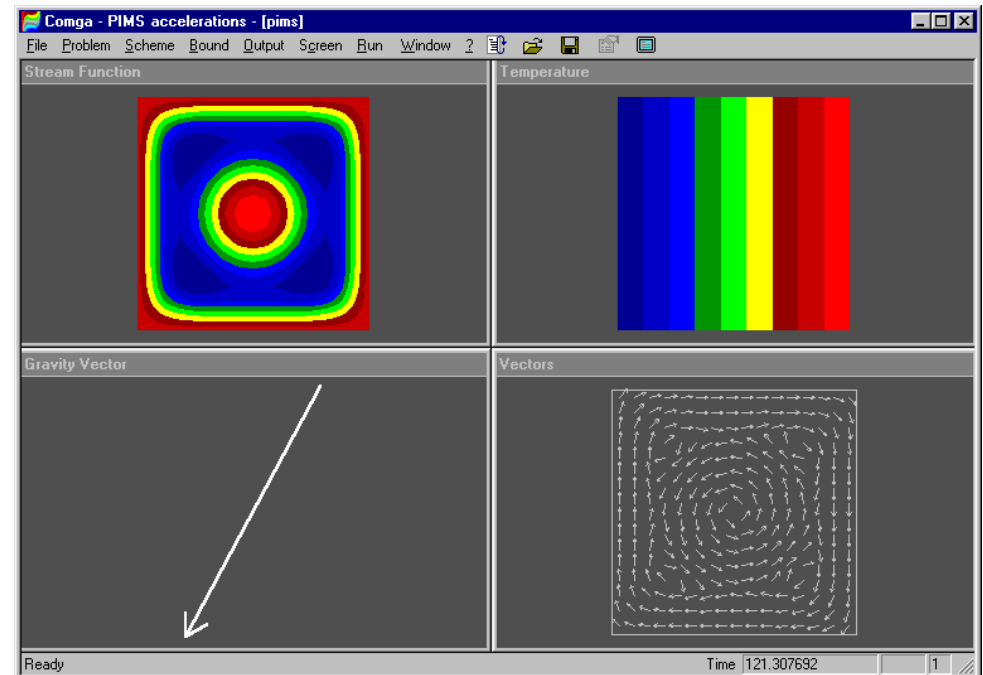 Comga - PIMS accelerations - [pims]
File Problem Scheme Bound Output Screen Run Window ?
Stream Function
Temperature
Gravity Vector
Vectors
Ready
Time 121.307692 1